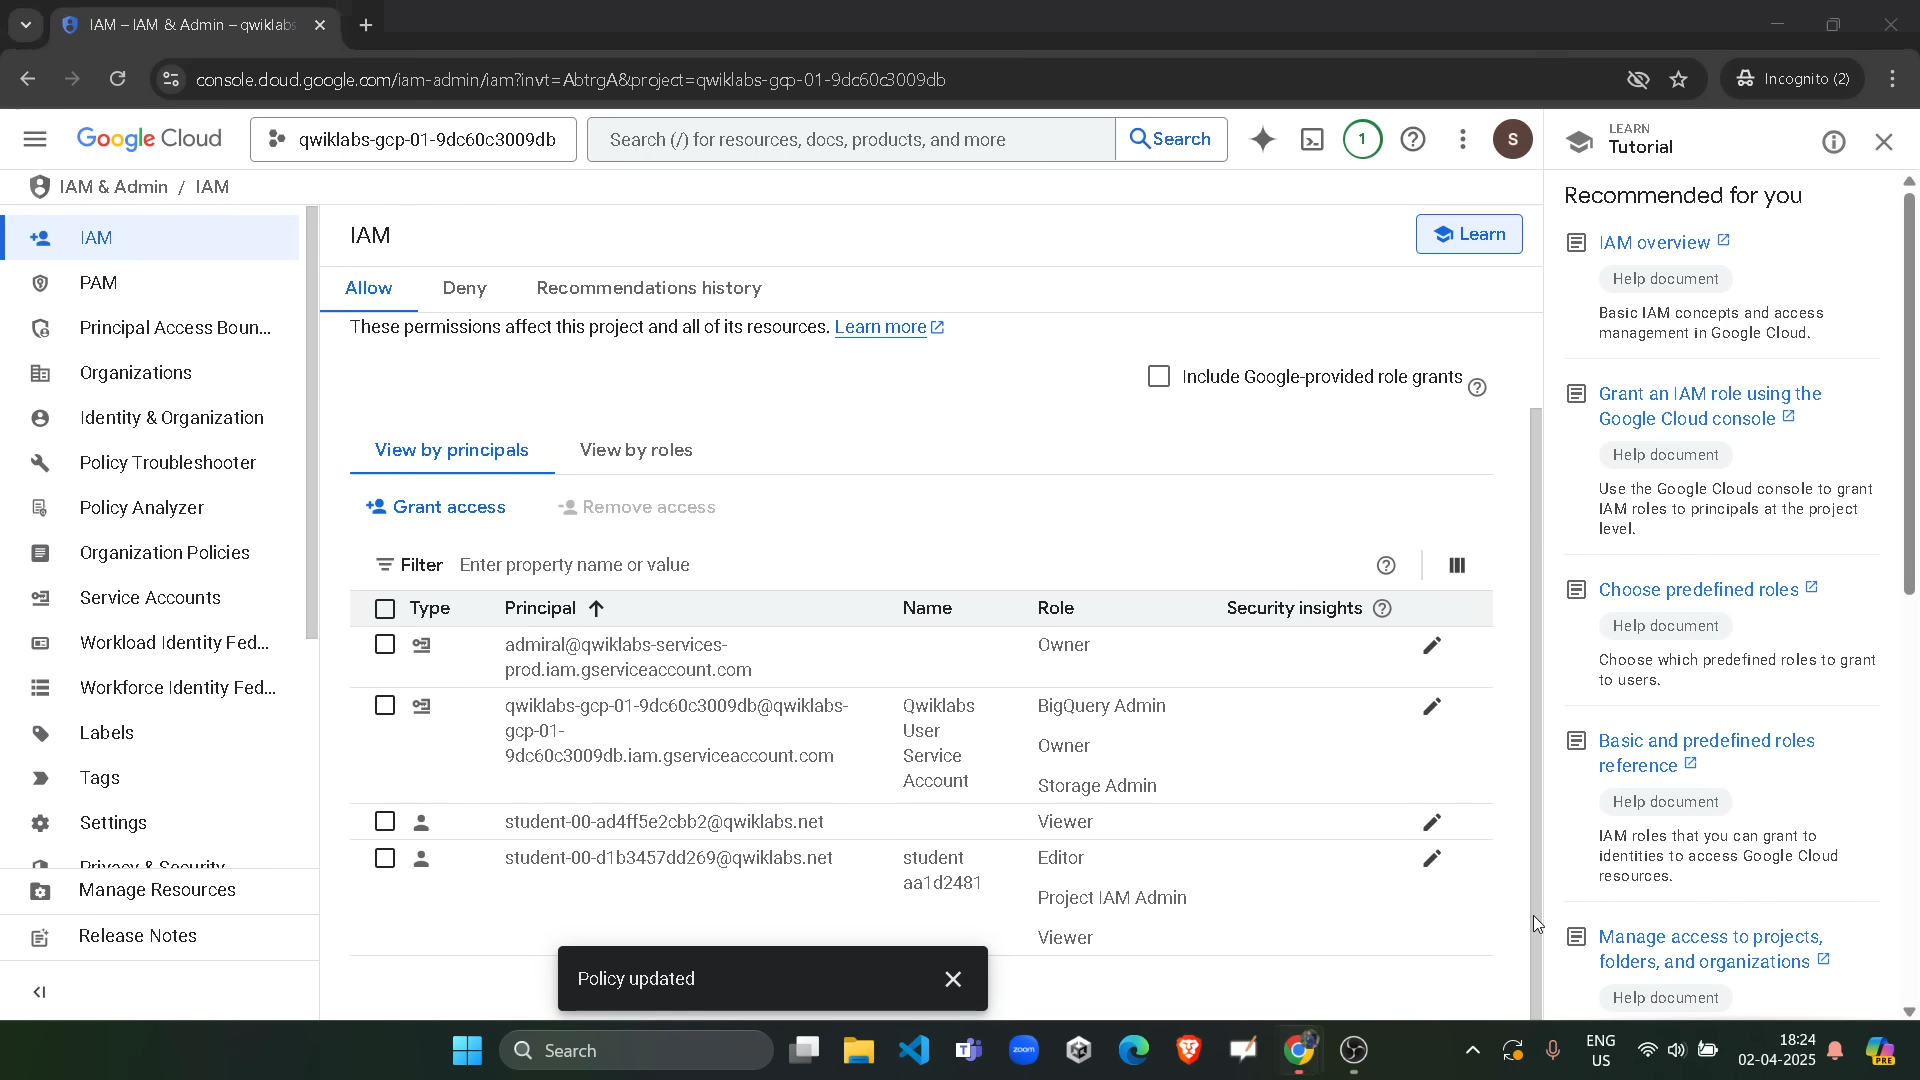 IAM – IAM & Admin – qwiklabs
console.cloud.google.com/iam-admin/iam?invt=AbtrgA&project=qwiklabs-gcp-01-9dc60c3009db
Incognito (2)
Google Cloud
qwiklabs-gcp-01-9dc60c3009db
Search (/) for resources, docs, products, and more
Search
1
S
LEARN
Tutorial
IAM & Admin / IAM
IAM
PAM
Principal Access Boun...
Organizations
Identity & Organization
Policy Troubleshooter
Policy Analyzer
Organization Policies
Service Accounts
Workload Identity Fed...
Workforce Identity Fed...
Labels
Tags
Settings
Privacy & Security
Manage Resources
Release Notes
IAM
Learn
Allow
Deny
Recommendations history
These permissions affect this project and all of its resources. Learn more
Include Google-provided role grants
View by principals
View by roles
Grant access
Remove access
Filter Enter property name or value
Type Principal Name Role Security insights
admiral@qwiklabs-services-
prod.iam.gserviceaccount.com
Owner
qwiklabs-gcp-01-9dc60c3009db@qwiklabs-
gcp-01-
9dc60c3009db.iam.gserviceaccount.com
Qwiklabs
User
Service
Account
BigQuery Admin
Owner
Storage Admin
student-00-ad4ff5e2cbb2@qwiklabs.net
Viewer
student-00-d1b3457dd269@qwiklabs.net
student
aa1d2481
Editor
Project IAM Admin
Viewer
Policy updated
Recommended for you
IAM overview
Help document
Basic IAM concepts and access
management in Google Cloud.
Grant an IAM role using the
Google Cloud console
Help document
Use the Google Cloud console to grant
IAM roles to principals at the project
level.
Choose predefined roles
Help document
Choose which predefined roles to grant
to users.
Basic and predefined roles
reference
Help document
IAM roles that you can grant to
identities to access Google Cloud
resources.
Manage access to projects,
folders, and organizations
Help document
Search
zoom
ENG
US
18:24
02-04-2025
PRE